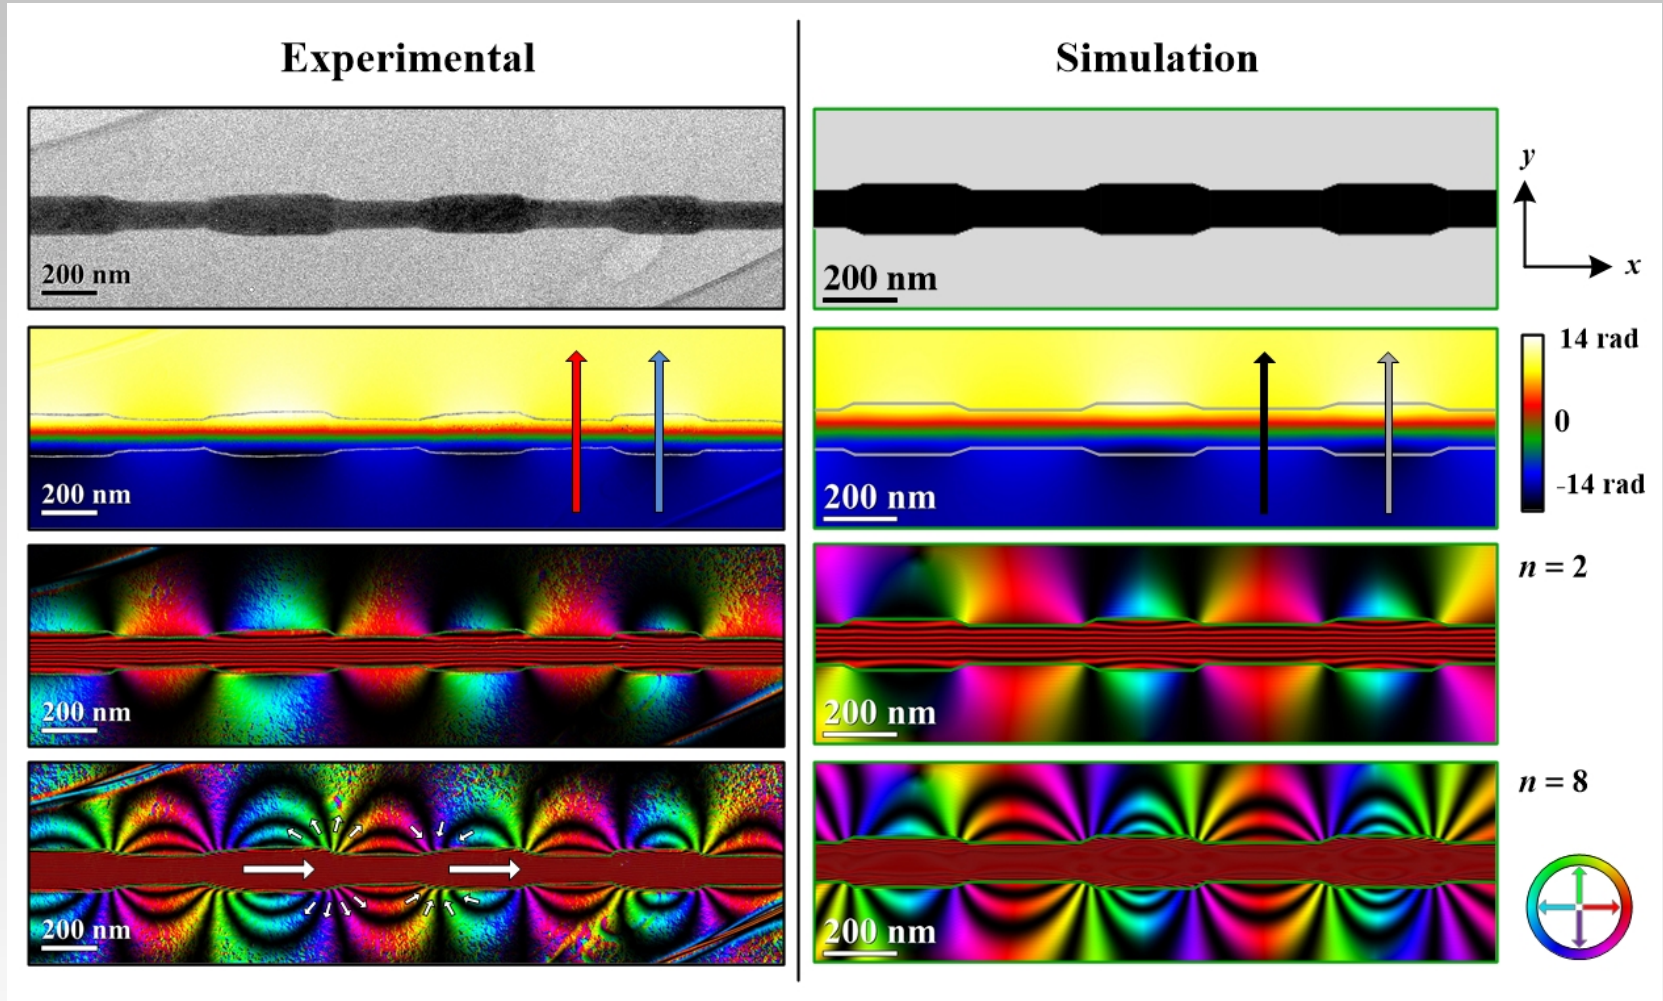 Experimental
Simulation
200 nm
200 nm
y
x
200 nm
200 nm
14 rad
0
-14 rad
200 nm
200 nm
n = 2
200 nm
200 nm
n = 8